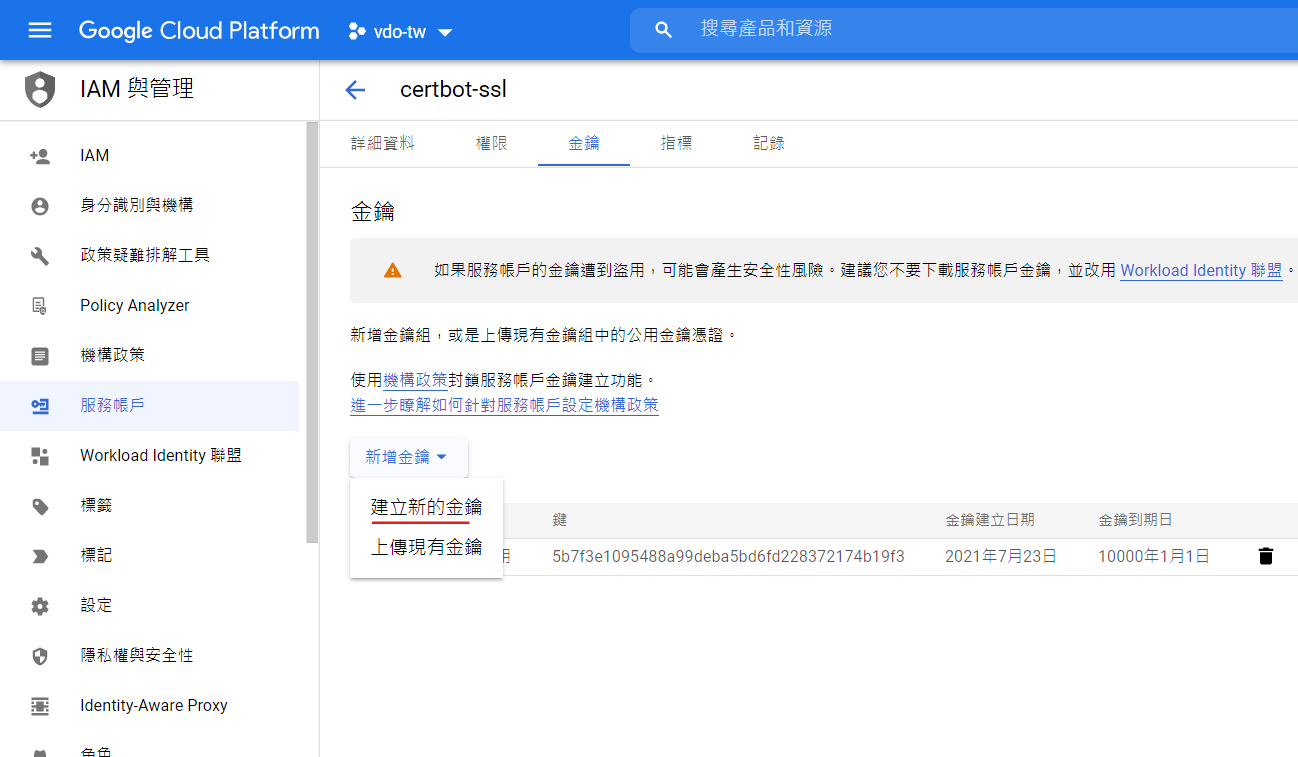 Google Cloud Platform
vdo-tw
搜尋產品和資源
IAM 與管理
certbot-ssl
IAM
身分識別與機構
政策疑難排解工具
Policy Analyzer
機構政策
服務帳戶
Workload Identity 聯盟
標籤
標記
設定
隱私權與安全性
Identity-Aware Proxy
角色
詳細資料 權限 金鑰 指標 記錄
金鑰
如果服務帳戶的金鑰遭到盜用，可能會產生安全性風險。建議您不要下載服務帳戶金鑰，並改用 Workload Identity 聯盟。
新增金鑰組，或是上傳現有金鑰組中的公用金鑰憑證。
使用機構政策封鎖服務帳戶金鑰建立功能。
進一步瞭解如何針對服務帳戶設定機構政策
新增金鑰
建立新的金鑰
上傳現有金鑰
鍵 金鑰建立日期 金鑰到期日
用 5b7f3e1095488a99deba5bd6fd228372174b19f3 2021年7月23日 10000年1月1日